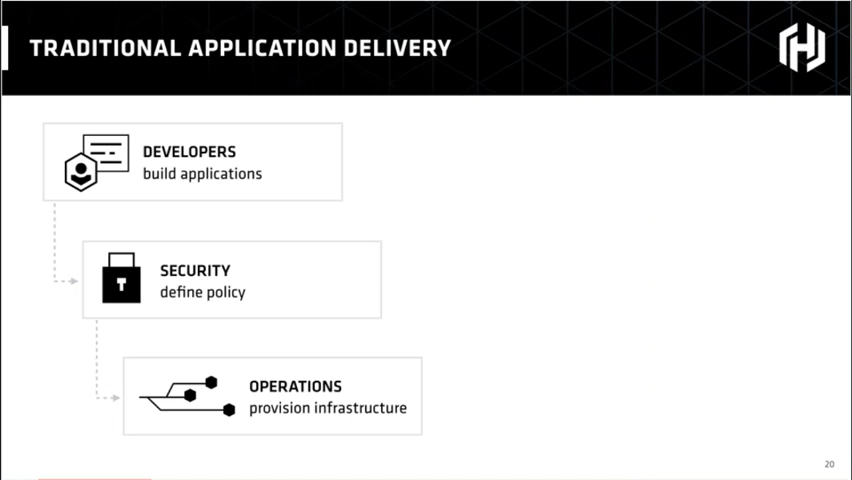 TRADITIONAL APPLICATION DELIVERY
DEVELOPERS
build applications
SECURITY
define policy
OPERATIONS
provision infrastructure
20